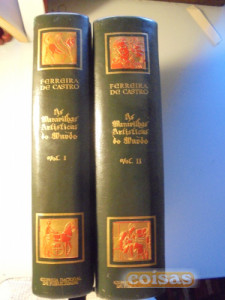 FERREIRA
DE CASTRO
As
Maravilhas
Artísticas
do Mundo
Vol. I
FERREIRA
DE CASTRO
As
Maravilhas
Artísticas
do Mundo
Vol. II
coisas